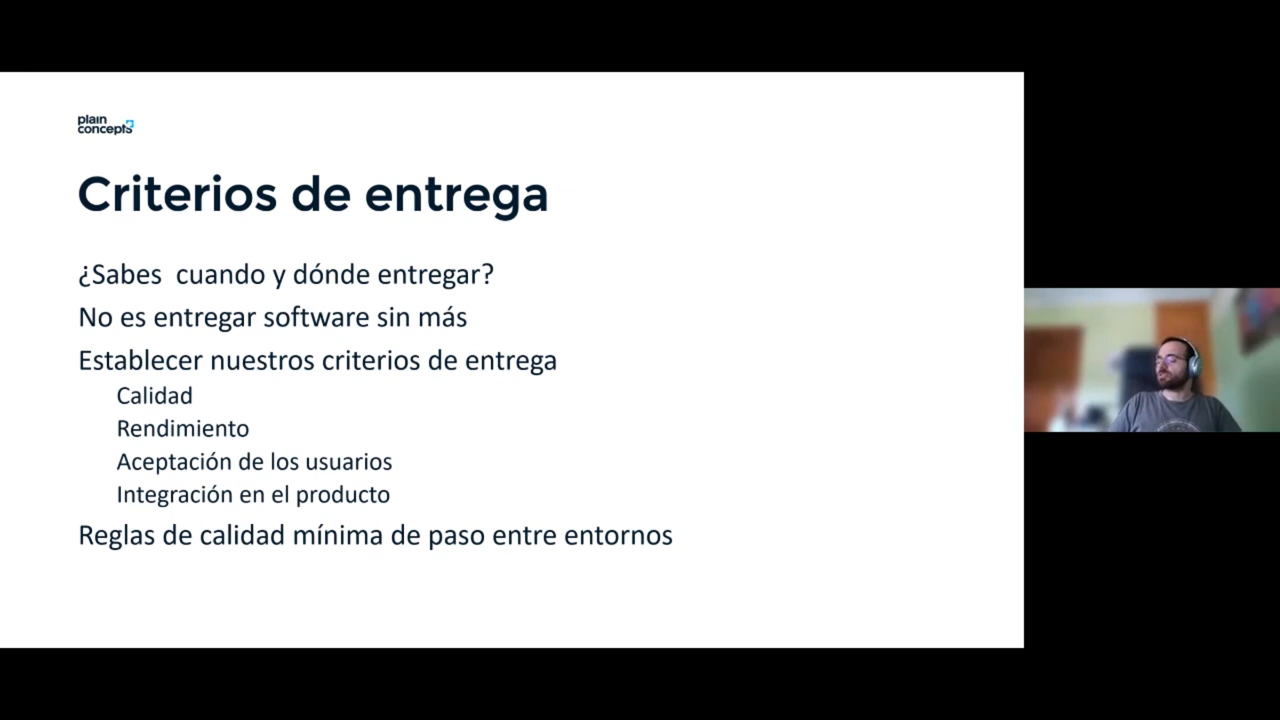 plain
concepts
Criterios de entrega
¿Sabes cuando y dónde entregar?
No es entregar software sin más
Establecer nuestros criterios de entrega
Calidad
Rendimiento
Aceptación de los usuarios
Integración en el producto
Reglas de calidad mínima de paso entre entornos